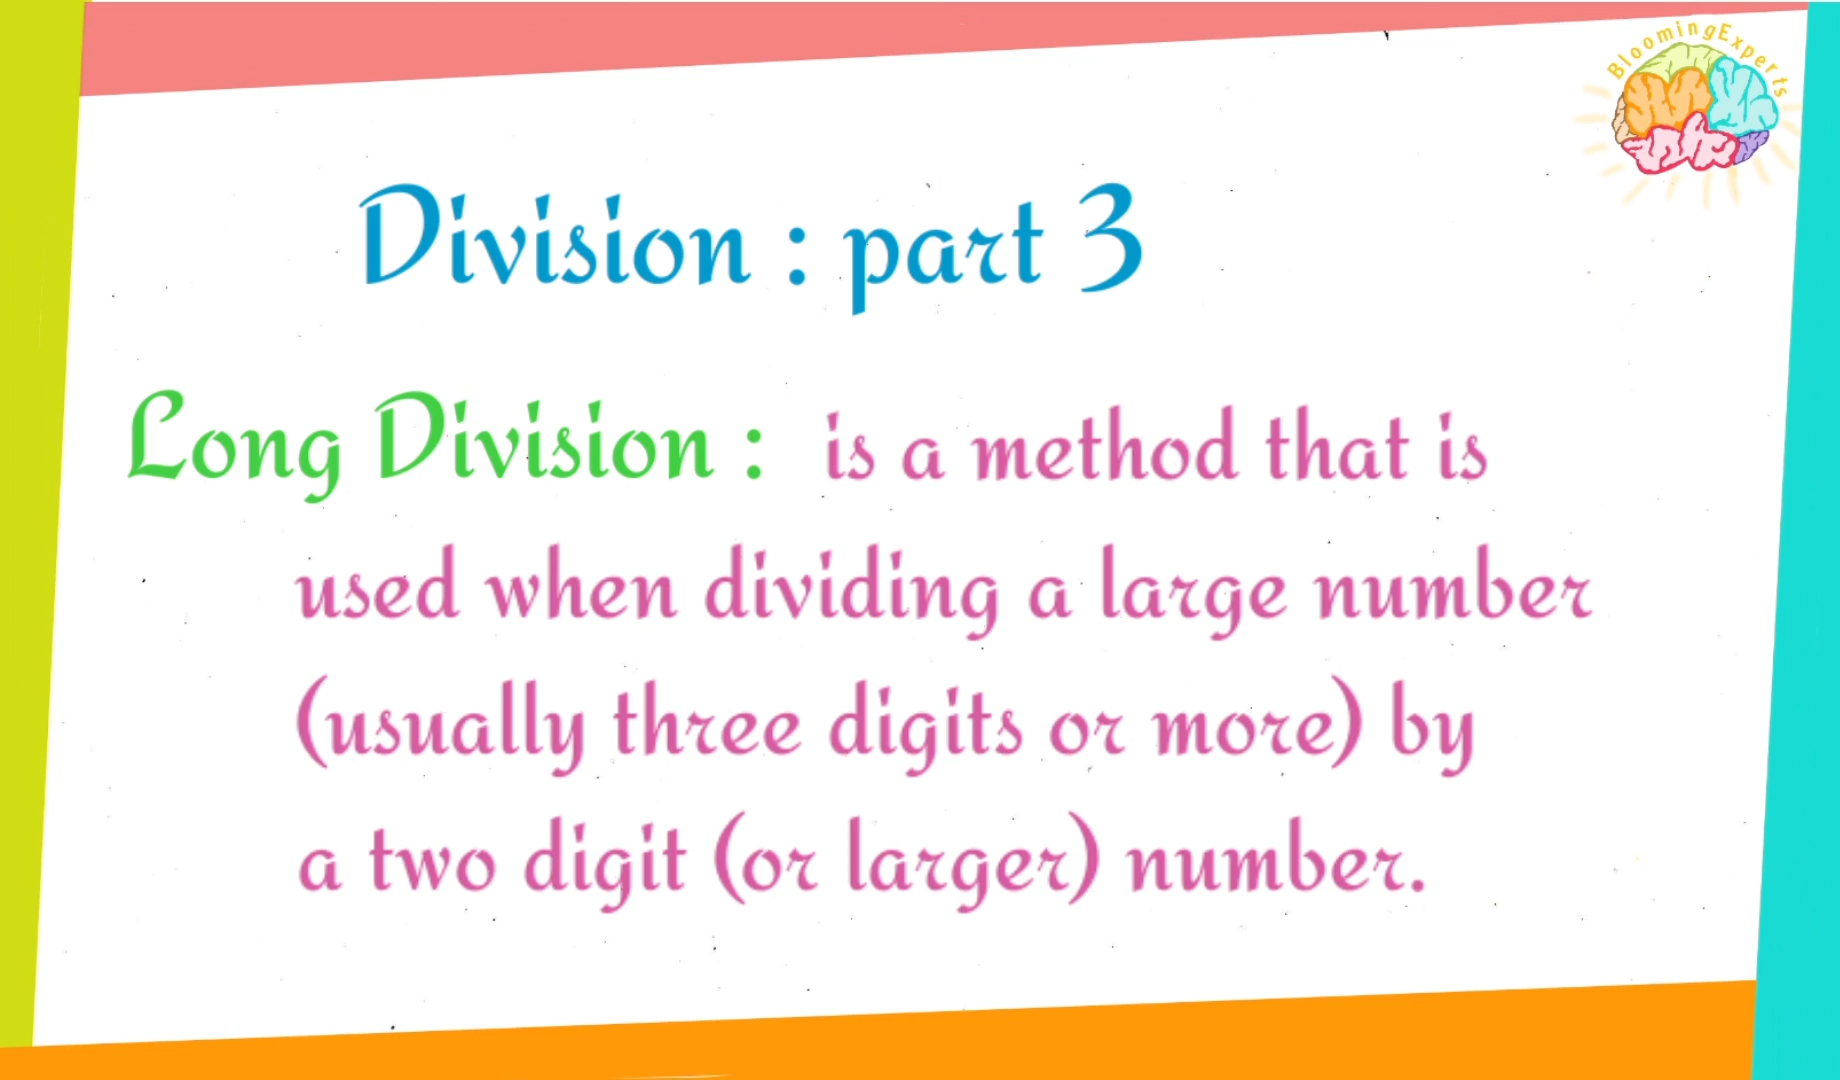 BloomingExperts
Division : part 3
Long Division : is a method that is
used when dividing a large number
(usually three digits or more) by
a two digit (or larger) number.